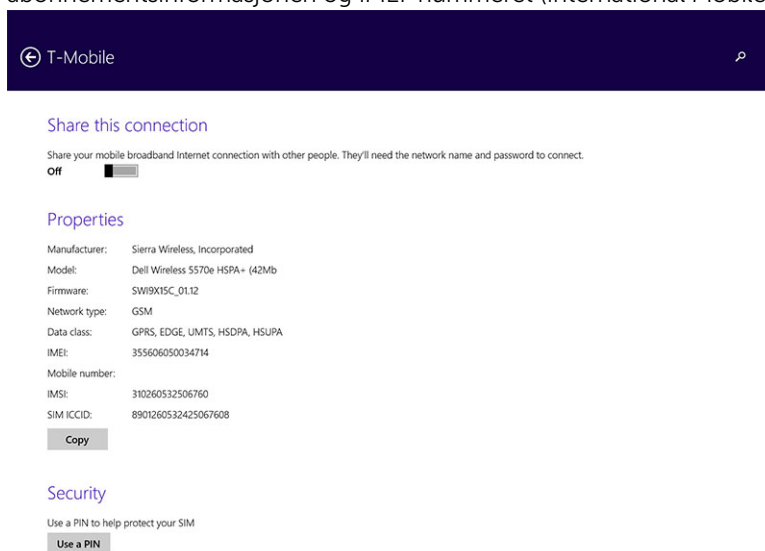 abonnementsinformasjonen og IMEI-nummeret (International Mobile
T-Mobile
Share this connection
Share your mobile broadband Internet connection with other people. They'll need the network name and password to connect.
Off
Properties
Manufacturer: Sierra Wireless, Incorporated
Model: Dell Wireless 5570e HSPA+ (42Mb
Firmware: SWI9X15C_01.12
Network type: GSM
Data class: GPRS, EDGE, UMTS, HSDPA, HSUPA
IMEI: 355606050034714
Mobile number:
IMSI: 310260532506760
SIM ICCID: 8901260532425067608
Copy
Security
Use a PIN to help protect your SIM
Use a PIN